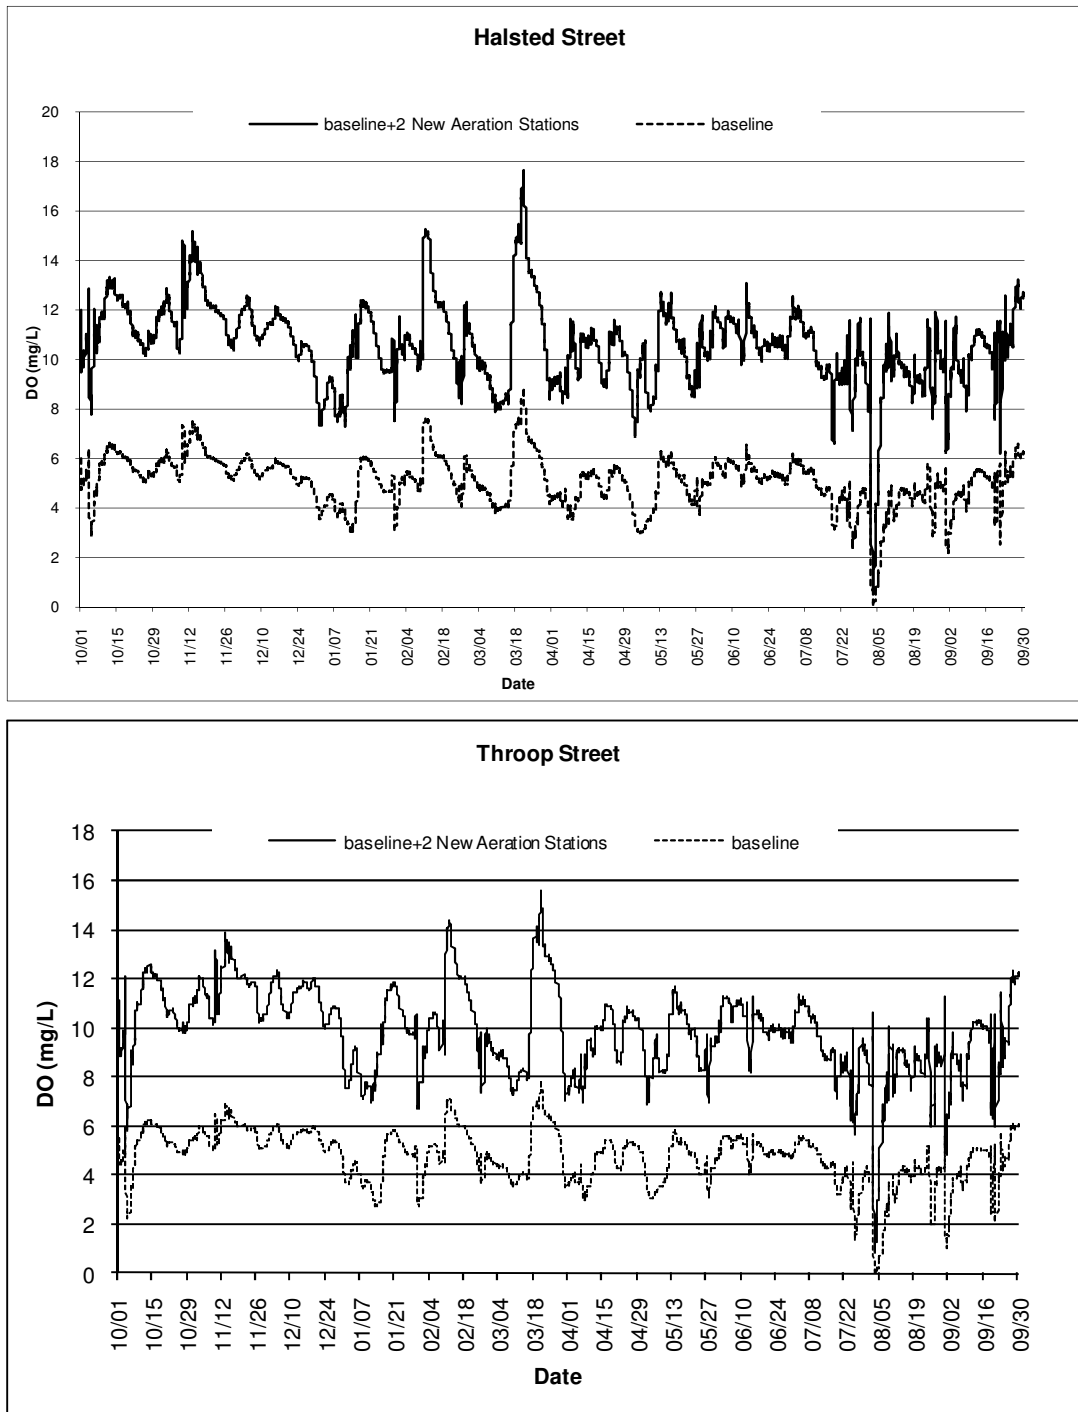 Halsted Street
baseline+2 New Aeration Stations baseline
DO (mg/L)
20
18
16
14
12
10
8
6
4
2
0
10/01 10/15 10/29 11/12 11/26 12/10 12/24 01/07 01/21 02/04 02/18 03/04 03/18 04/01 04/15 04/29 05/13 05/27 06/10 06/24 07/08 07/22 08/05 08/19 09/02 09/16 09/30
Date
Throop Street
baseline+2 New Aeration Stations baseline
DO (mg/L)
18
16
14
12
10
8
6
4
2
0
10/01 10/15 10/29 11/12 11/26 12/10 12/24 01/07 01/21 02/04 02/18 03/04 03/18 04/01 04/15 04/29 05/13 05/27 06/10 06/24 07/08 07/22 08/05 08/19 09/02 09/16 09/30
Date